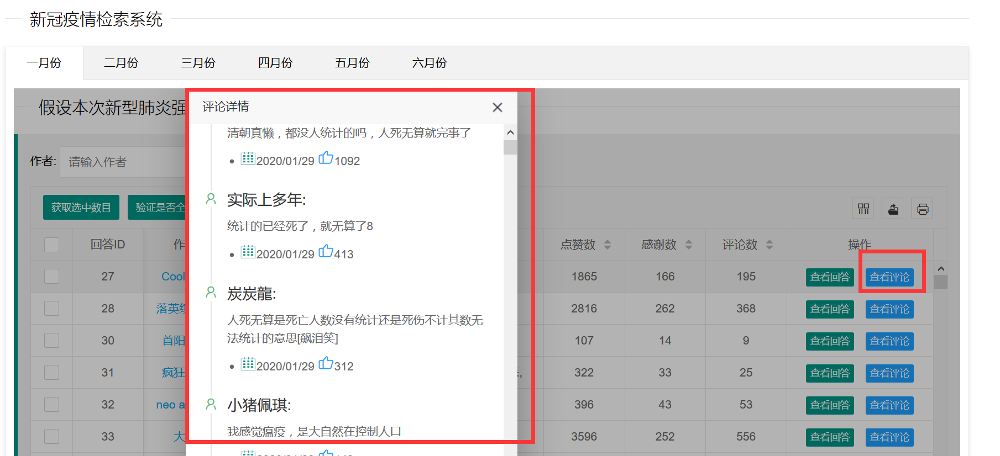 新冠疫情检索系统
一月份 二月份 三月份 四月份 五月份 六月份
假设本次新型肺炎强
评论详情
清朝真懒，都没人统计的吗，人死无算就完事了
2020/01/29 1092
作者: 请输入作者
实际上多年:
获取选中数目 验证是否全
统计的已经死了，就无算了8
回答ID 作 点赞数 感谢数 评论数 操作
2020/01/29 413
27 Cool 1865 166 195 查看回答 查看评论
炭炭龍:
28 落英缤 2816 262 368 查看回答 查看评论
人死无算是死亡人数没有统计还是死伤不计其数无
法统计的意思[飙泪笑]
30 首阳 107 14 9 查看回答 查看评论
2020/01/29 312
31 疯狂 322 33 25 查看回答 查看评论
小猪佩琪:
32 neo a 396 43 53 查看回答 查看评论
我感觉瘟疫，是大自然在控制人口
33 大 3596 252 556 查看回答 查看评论